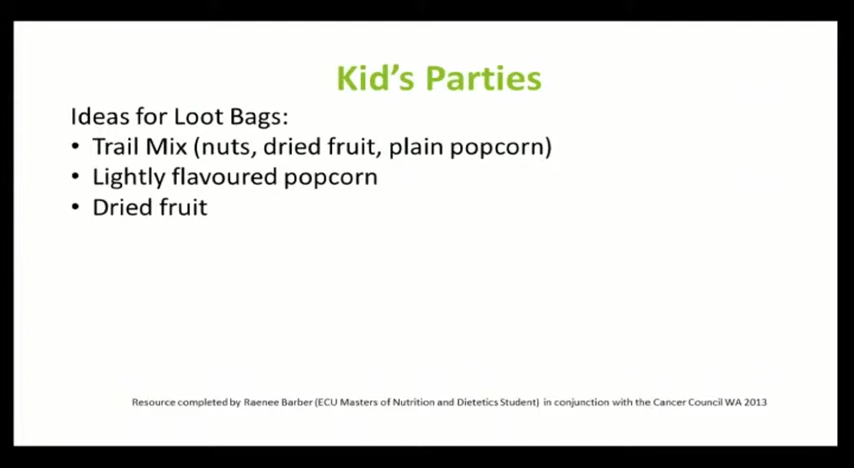 Kid's Parties
Ideas for Loot Bags:
• Trail Mix (nuts, dried fruit, plain popcorn)
• Lightly flavoured popcorn
• Dried fruit
Resource completed by Raenee Barber (ECU Masters of Nutrition and Dietetics Student) in conjunction with the Cancer Council WA 2013